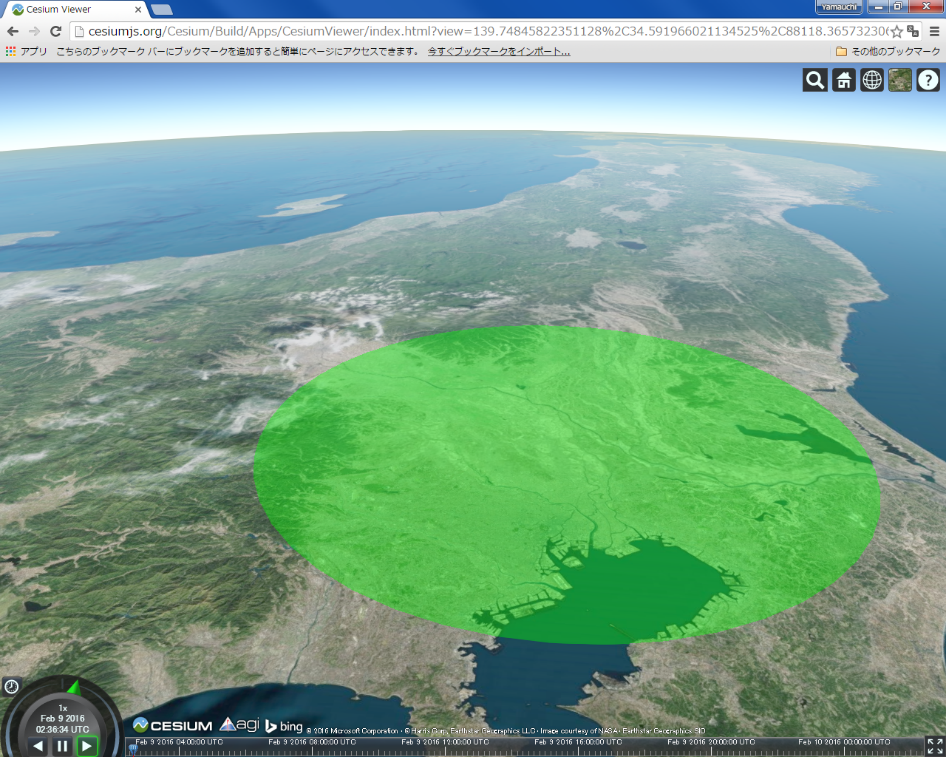 Cesium Viewer
Yamauchi
cesiumjs.org/Cesium/Build/Apps/CesiumViewer/index.html?view=139.74845822351128%2C34.591966021134525%2C88118.365732306
アプリ こちらのブックマーク バーにブックマークを追加すると簡単にページにアクセスできます。 今すぐブックマークをインポート... その他のブックマーク
1x
Feb 9 2016
02:36:34 UTC
CESIUM agi bing © 2016 Microsoft Corporation · © Harris Corp, Earthstar Geographics LLC · Image courtesy of NASA · Earthstar Geographics SIO
Feb 9 2016 04:00:00 UTC Feb 9 2016 08:00:00 UTC Feb 9 2016 12:00:00 UTC Feb 9 2016 16:00:00 UTC Feb 9 2016 20:00:00 UTC Feb 10 2016 00:00:00 UTC